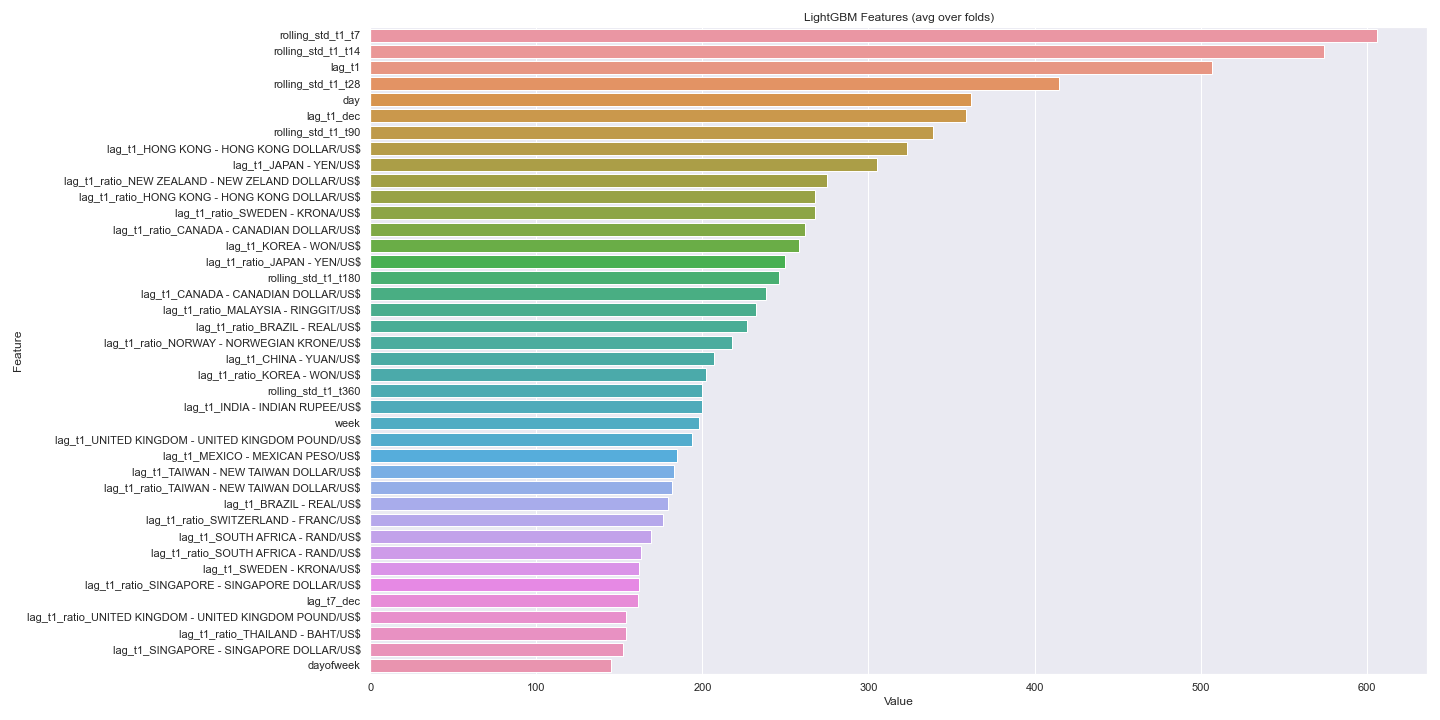 LightGBM Features (avg over folds)
rolling_std_t1_t7
rolling_std_t1_t14
lag_t1
rolling_std_t1_t28
day
lag_t1_dec
rolling_std_t1_t90
lag_t1_HONG KONG - HONG KONG DOLLAR/US$
lag_t1_JAPAN - YEN/US$
lag_t1_ratio_NEW ZEALAND - NEW ZELAND DOLLAR/US$
lag_t1_ratio_HONG KONG - HONG KONG DOLLAR/US$
lag_t1_ratio_SWEDEN - KRONA/US$
lag_t1_ratio_CANADA - CANADIAN DOLLAR/US$
lag_t1_KOREA - WON/US$
lag_t1_ratio_JAPAN - YEN/US$
rolling_std_t1_t180
lag_t1_CANADA - CANADIAN DOLLAR/US$
lag_t1_ratio_MALAYSIA - RINGGIT/US$
lag_t1_ratio_BRAZIL - REAL/US$
lag_t1_ratio_NORWAY - NORWEGIAN KRONE/US$
lag_t1_CHINA - YUAN/US$
lag_t1_ratio_KOREA - WON/US$
rolling_std_t1_t360
lag_t1_INDIA - INDIAN RUPEE/US$
week
lag_t1_UNITED KINGDOM - UNITED KINGDOM POUND/US$
lag_t1_MEXICO - MEXICAN PESO/US$
lag_t1_TAIWAN - NEW TAIWAN DOLLAR/US$
lag_t1_ratio_TAIWAN - NEW TAIWAN DOLLAR/US$
lag_t1_BRAZIL - REAL/US$
lag_t1_ratio_SWITZERLAND - FRANC/US$
lag_t1_SOUTH AFRICA - RAND/US$
lag_t1_ratio_SOUTH AFRICA - RAND/US$
lag_t1_SWEDEN - KRONA/US$
lag_t1_ratio_SINGAPORE - SINGAPORE DOLLAR/US$
lag_t7_dec
lag_t1_ratio_UNITED KINGDOM - UNITED KINGDOM POUND/US$
lag_t1_ratio_THAILAND - BAHT/US$
lag_t1_SINGAPORE - SINGAPORE DOLLAR/US$
dayofweek
Feature
0 100 200 300 400 500 600
Value